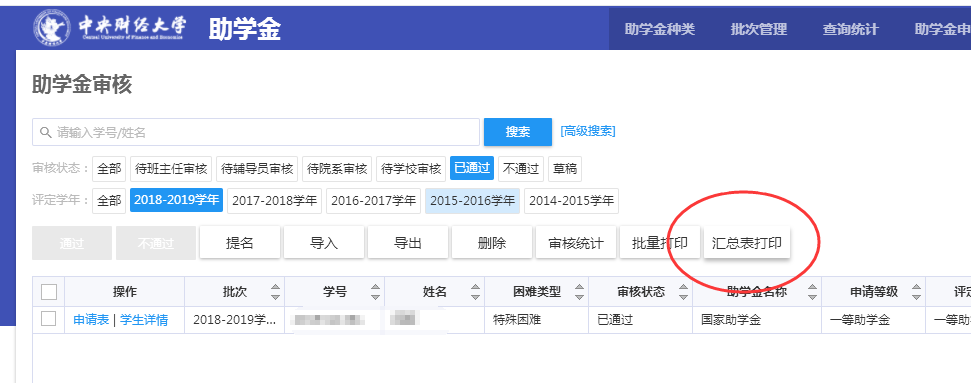 中央财经大学 助学金 助学金种类 批次管理 查询统计 助学金申
Central University of Finance and Economics
助学金审核
请输入学号/姓名 搜索 [高级搜索]
审核状态： 全部 待班主任审核 待辅导员审核 待院系审核 待学校审核 已通过 不通过 草稿
评定学年： 全部 2018-2019学年 2017-2018学年 2016-2017学年 2015-2016学年 2014-2015学年
通过 不通过 提名 导入 导出 删除 审核统计 批量打印 汇总表打印
操作 批次 学号 姓名 困难类型 审核状态 助学金名称 申请等级 评定
申请表 | 学生详情 2018-2019学... 特殊困难 已通过 国家助学金 一等助学金 一等助